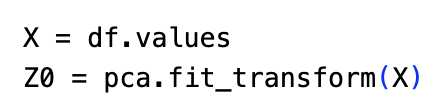 X = df.values
Z0 = pca.fit_transform(X)